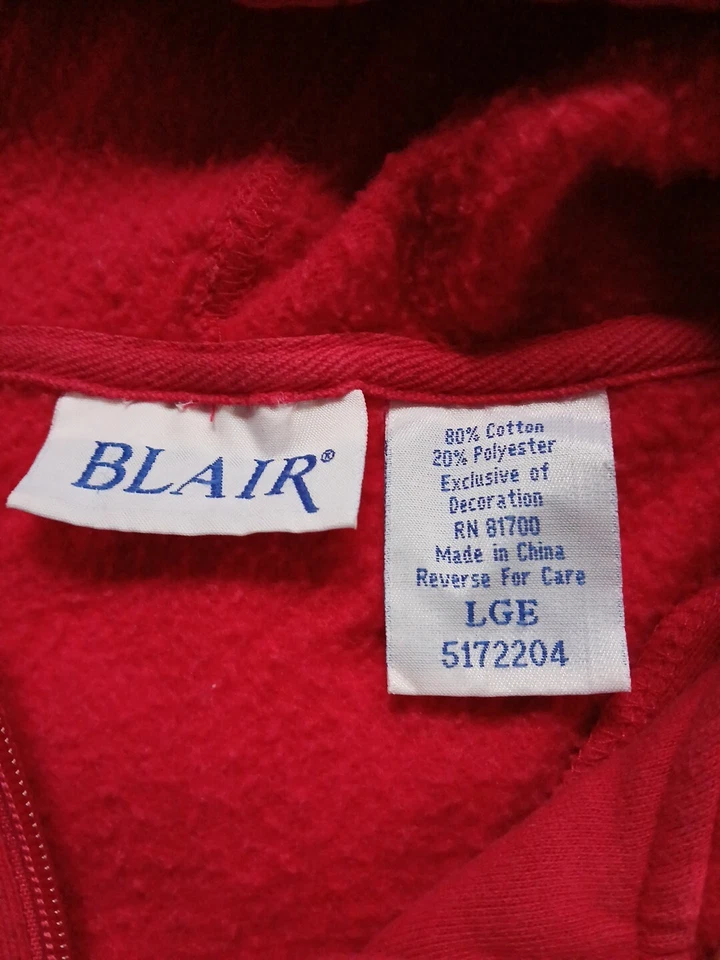 BLAIR®
80% Cotton
20% Polyester
Exclusive of
Decoration
RN 81700
Made in China
Reverse For Care
LGE
5172204